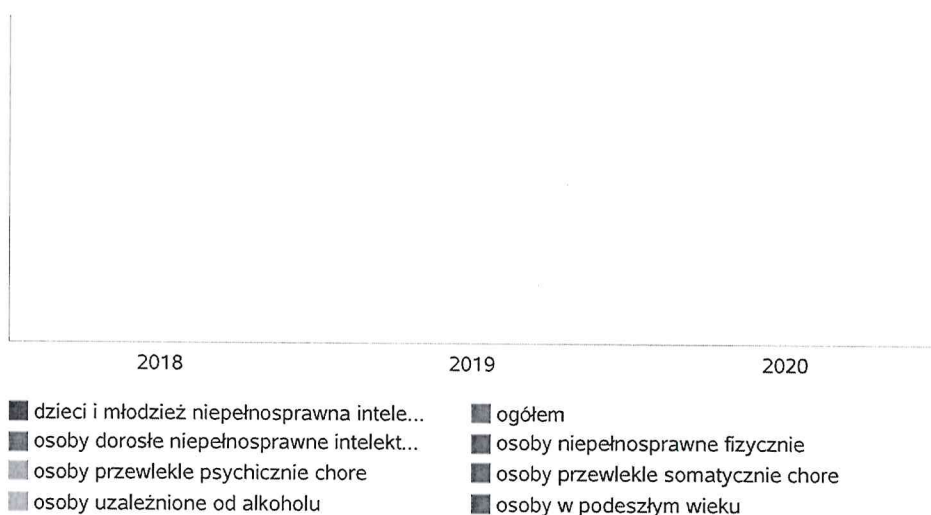 2018 2019 2020
dzieci i młodzież niepełnosprawna intele...
osoby dorosłe niepełnosprawne intelekt...
osoby przewlekle psychicznie chore
osoby uzależnione od alkoholu
ogółem
osoby niepełnosprawne fizycznie
osoby przewlekle somatycznie chore
osoby w podeszłym wieku